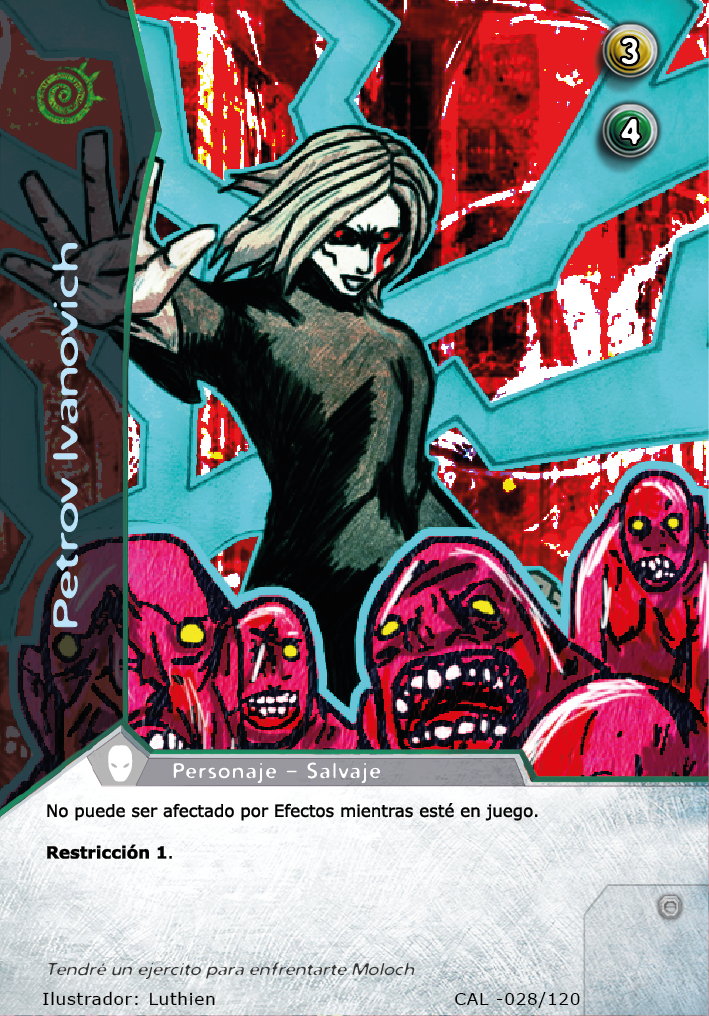 3
4
Petrov Ivanovich
Personaje – Salvaje
No puede ser afectado por Efectos mientras esté en juego.
Restricción 1.
Tendré un ejercito para enfrentarte Moloch
Ilustrador: Luthien
CAL -028/120